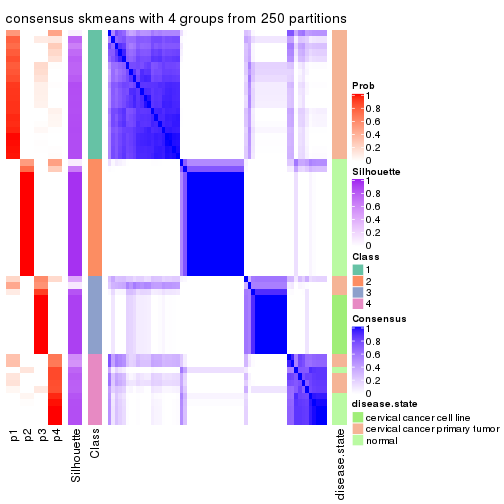 consensus skmeans with 4 groups from 250 partitions
Prob
1
0.8
0.6
0.4
0.2
0
Silhouette
1
0.8
0.6
0.4
0.2
0
Class
1
2
3
4
Consensus
1
0.8
0.6
0.4
0.2
0
disease.state
cervical cancer cell line
cervical cancer primary tumor
normal
p1
p2
p3
p4
Silhouette
Class
disease.state